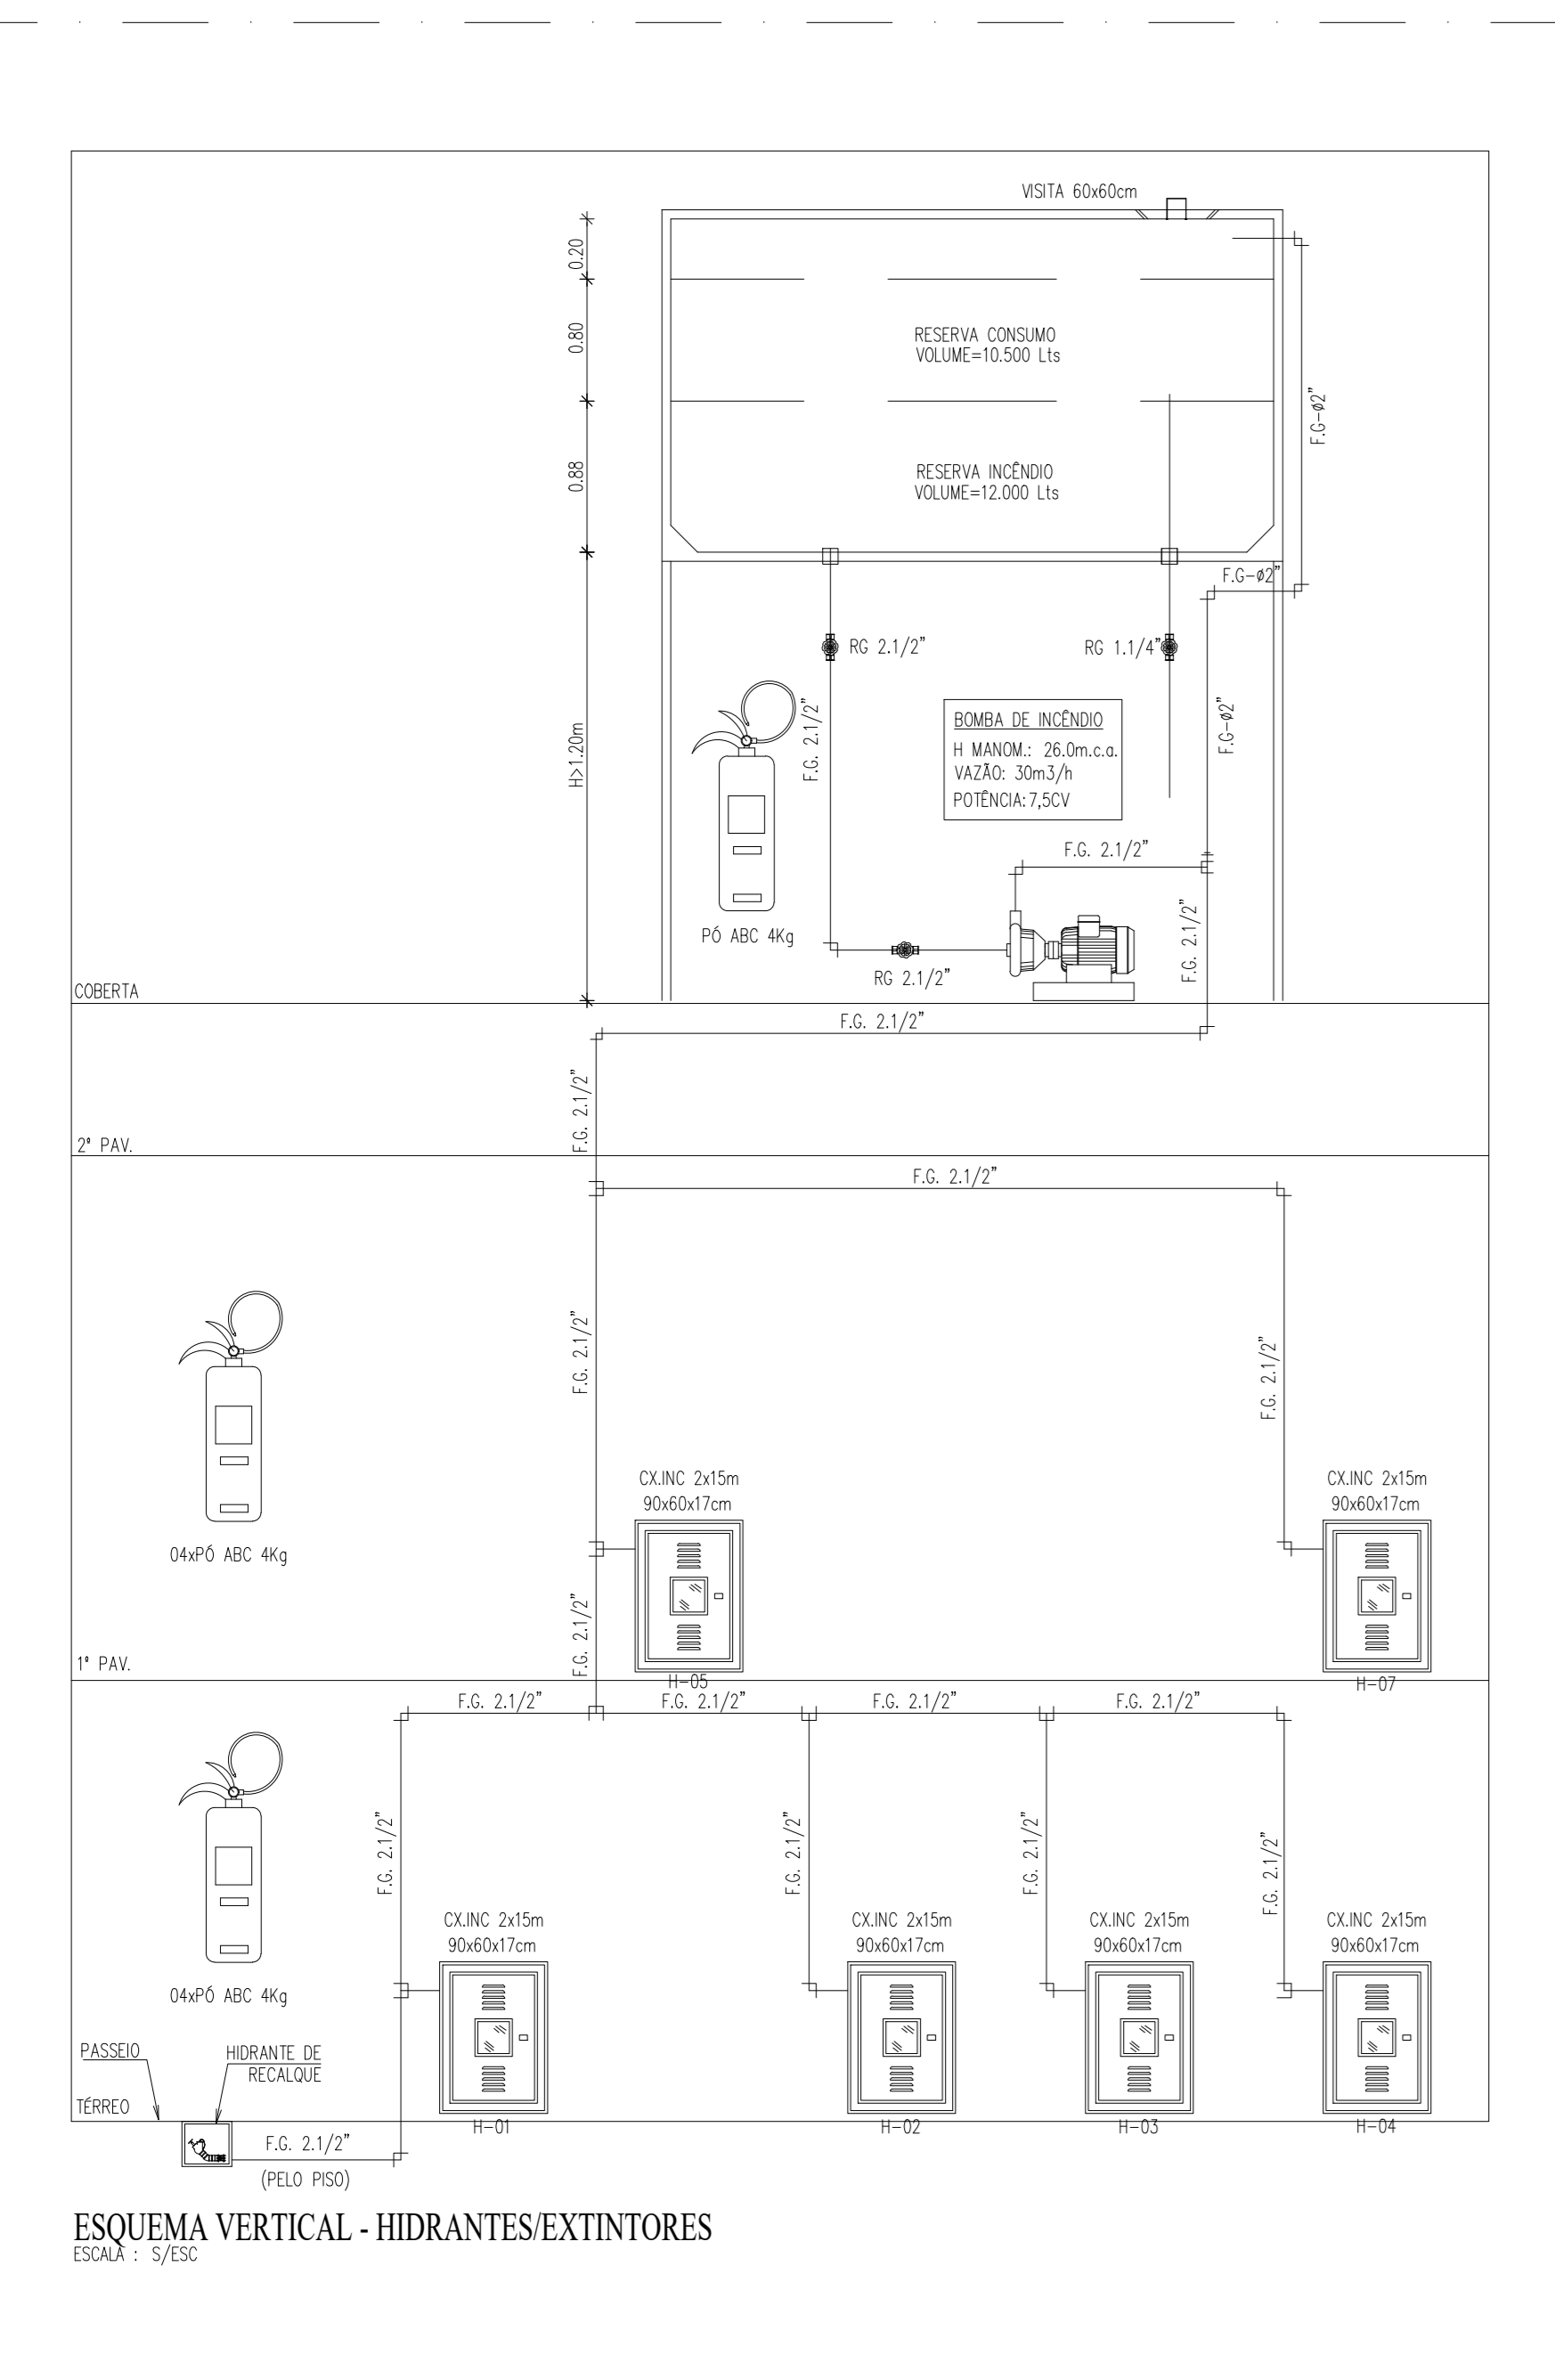 VISITA 60x60cm
0.20
0.80
RESERVA CONSUMO
VOLUME=10.500 Lts
F.G-ø2"
0.88
RESERVA INCÊNDIO
VOLUME=12.000 Lts
F.G-ø2"
RG 2.1/2"
RG 1.1/4"
H>1.20m
F.G. 2.1/2"
F.G-ø2"
BOMBA DE INCÊNDIO
H MANOM.: 26.0m.c.a.
VAZÃO: 30m3/h
POTÊNCIA: 7,5CV
F.G. 2.1/2"
PÓ ABC 4Kg
F.G. 2.1/2"
RG 2.1/2"
COBERTA
F.G. 2.1/2"
F.G. 2.1/2"
2º PAV.
F.G. 2.1/2"
F.G. 2.1/2"
F.G. 2.1/2"
CX.INC 2x15m
90x60x17cm
CX.INC 2x15m
90x60x17cm
04xPÓ ABC 4Kg
F.G. 2.1/2"
1º PAV.
H-05
H-07
F.G. 2.1/2"
F.G. 2.1/2"
F.G. 2.1/2"
F.G. 2.1/2"
F.G. 2.1/2"
F.G. 2.1/2"
F.G. 2.1/2"
F.G. 2.1/2"
CX.INC 2x15m
90x60x17cm
CX.INC 2x15m
90x60x17cm
CX.INC 2x15m
90x60x17cm
CX.INC 2x15m
90x60x17cm
04xPÓ ABC 4Kg
PASSEIO
HIDRANTE DE
RECALQUE
TÉRREO
H-01
H-02
H-03
H-04
F.G. 2.1/2"
(PELO PISO)
ESQUEMA VERTICAL - HIDRANTES/EXTINTORES
ESCALA : S/ESC